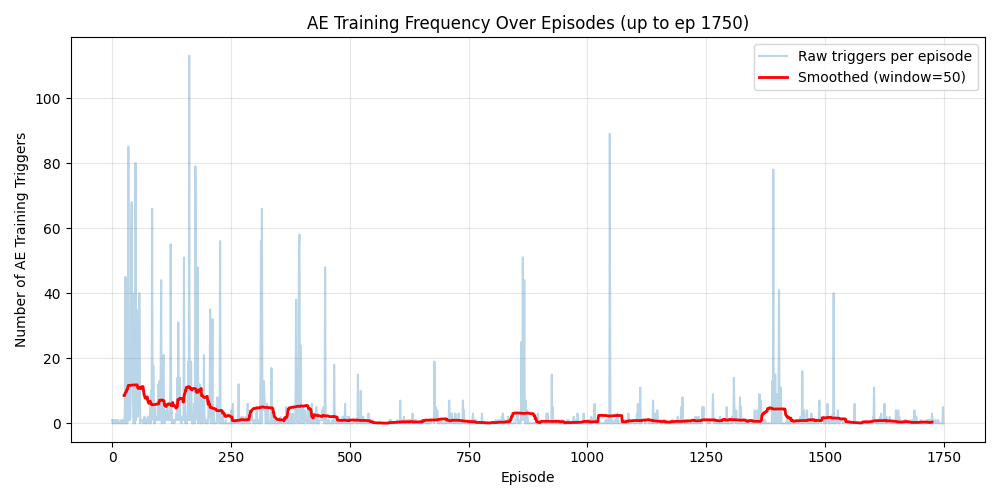 AE Training Frequency Over Episodes (up to ep 1750)
Raw triggers per episode
Smoothed (window=50)
Number of AE Training Triggers
100
80
60
40
20
0
0 250 500 750 1000 1250 1500 1750
Episode